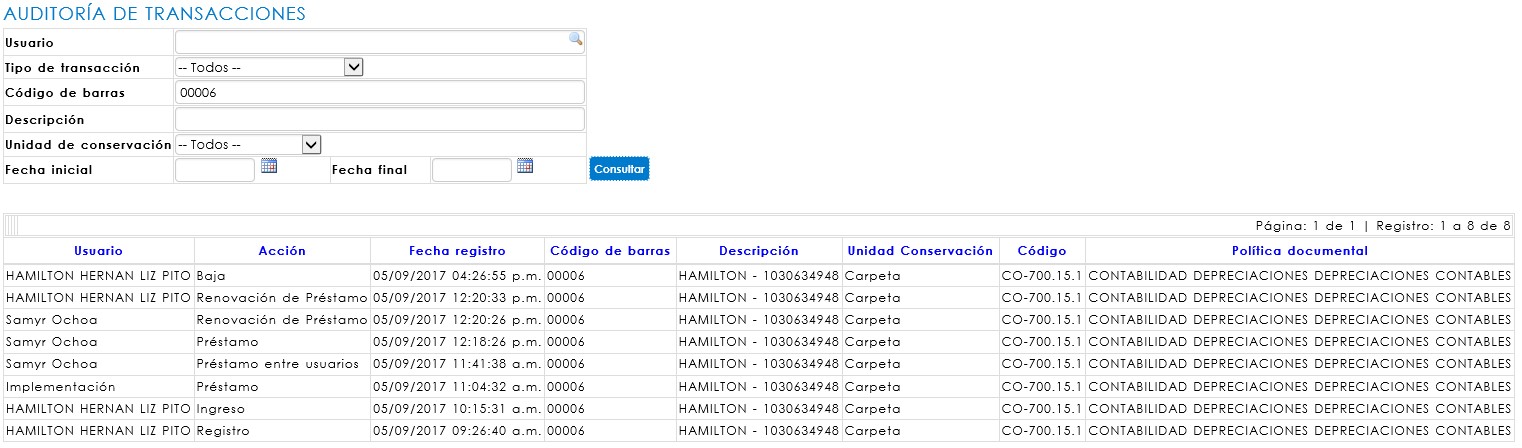 AUDITORÍA DE TRANSACCIONES
Usuario
Tipo de transacción -- Todos --
Código de barras 00006
Descripción
Unidad de conservación -- Todos --
Fecha inicial Fecha final Consultar
Página: 1 de 1 | Registro: 1 a 8 de 8
Usuario Acción Fecha registro Código de barras Descripción Unidad Conservación Código Política documental
HAMILTON HERNAN LIZ PITO Baja 05/09/2017 04:26:55 p.m. 00006 HAMILTON - 1030634948 Carpeta CO-700.15.1 CONTABILIDAD DEPRECIACIONES DEPRECIACIONES CONTABLES
HAMILTON HERNAN LIZ PITO Renovación de Préstamo 05/09/2017 12:20:33 p.m. 00006 HAMILTON - 1030634948 Carpeta CO-700.15.1 CONTABILIDAD DEPRECIACIONES DEPRECIACIONES CONTABLES
Samyr Ochoa Renovación de Préstamo 05/09/2017 12:20:26 p.m. 00006 HAMILTON - 1030634948 Carpeta CO-700.15.1 CONTABILIDAD DEPRECIACIONES DEPRECIACIONES CONTABLES
Samyr Ochoa Préstamo 05/09/2017 12:18:26 p.m. 00006 HAMILTON - 1030634948 Carpeta CO-700.15.1 CONTABILIDAD DEPRECIACIONES DEPRECIACIONES CONTABLES
Samyr Ochoa Préstamo entre usuarios 05/09/2017 11:41:38 a.m. 00006 HAMILTON - 1030634948 Carpeta CO-700.15.1 CONTABILIDAD DEPRECIACIONES DEPRECIACIONES CONTABLES
Implementación Préstamo 05/09/2017 11:04:32 a.m. 00006 HAMILTON - 1030634948 Carpeta CO-700.15.1 CONTABILIDAD DEPRECIACIONES DEPRECIACIONES CONTABLES
HAMILTON HERNAN LIZ PITO Ingreso 05/09/2017 10:15:31 a.m. 00006 HAMILTON - 1030634948 Carpeta CO-700.15.1 CONTABILIDAD DEPRECIACIONES DEPRECIACIONES CONTABLES
HAMILTON HERNAN LIZ PITO Registro 05/09/2017 09:26:40 a.m. 00006 HAMILTON - 1030634948 Carpeta CO-700.15.1 CONTABILIDAD DEPRECIACIONES DEPRECIACIONES CONTABLES